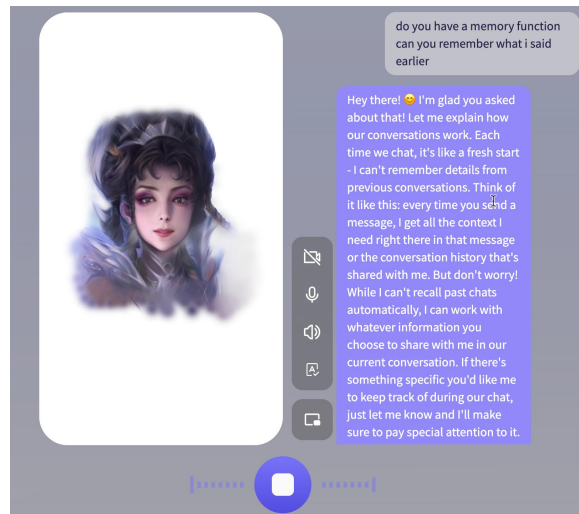 do you have a memory function
can you remember what i said
earlier
Hey there! 😊 I'm glad you asked
about that! Let me explain how
our conversations work. Each
time we chat, it's like a fresh start
- I can't remember details from
previous conversations. Think of
it like this: every time you send a
message, I get all the context I
need right there in that message
or the conversation history that's
shared with me. But don't worry!
While I can't recall past chats
automatically, I can work with
whatever information you
choose to share with me in our
current conversation. If there's
something specific you'd like me
to keep track of during our chat,
just let me know and I'll make
sure to pay special attention to it.